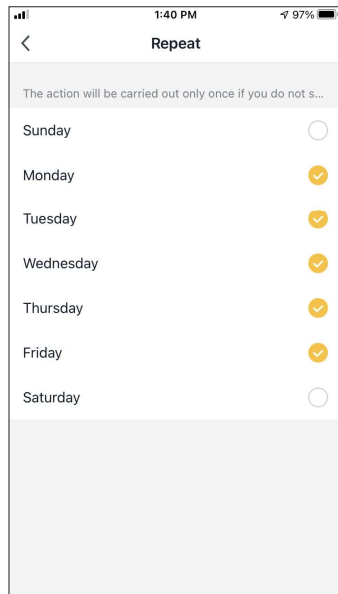 1:40 PM 97%
Repeat
The action will be carried out only once if you do not s...
Sunday
Monday
Tuesday
Wednesday
Thursday
Friday
Saturday